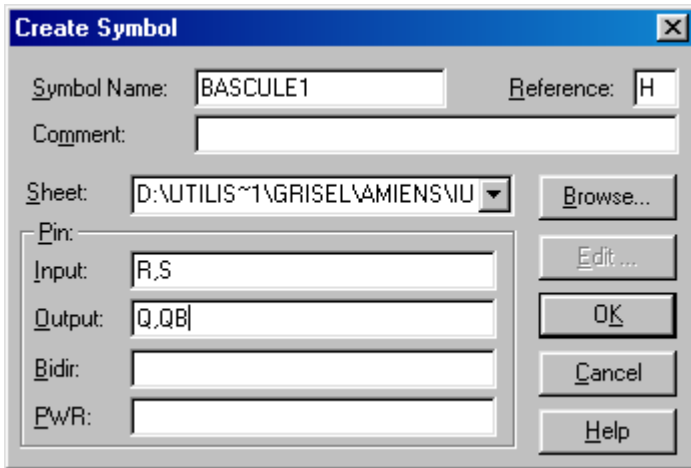 Create Symbol
Symbol Name: BASCULE1 Reference: H
Comment:
Sheet: D:\UTILIS~1\GRISEL\AMIENS\IU Browse...
Pin:
Edit ...
Input: R,S
Output: Q,QB OK
Bidir: Cancel
PWR: Help